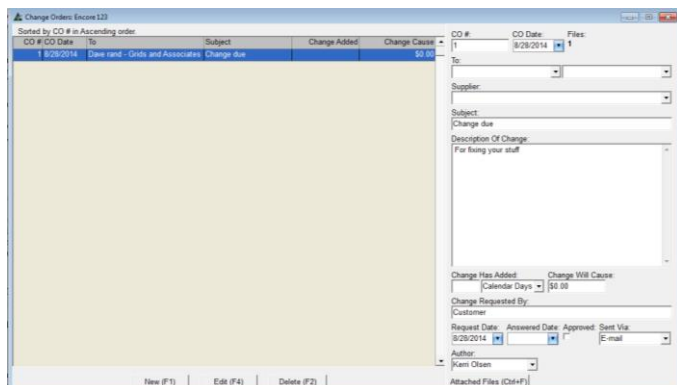 Change Orders: Encore123
Sorted by CO # in Ascending order.
CO # CO Date To Subject Change Added Change Cause
1 8/28/2014 Dave rand - Grids and Associates Change due $0.00
CO #: CO Date: Files:
1 8/28/2014 1
To:
Supplier:
Subject:
Change due
Description Of Change:
For fixing your stuff
Change Has Added: Change Will Cause:
Calendar Days $0.00
Change Requested By:
Customer
Request Date: Answered Date: Approved: Sent Via:
8/28/2014 E-mail
Author:
Kerri Olsen
New (F1) Edit (F4) Delete (F2) Attached Files (Ctrl+F)